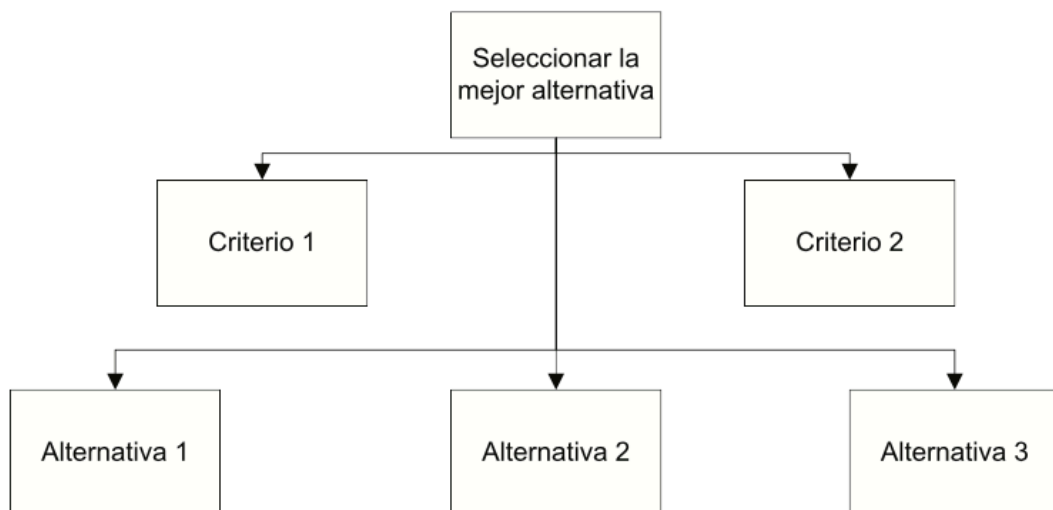 Seleccionar la
mejor alternativa
Criterio 1
Criterio 2
Alternativa 1
Alternativa 2
Alternativa 3